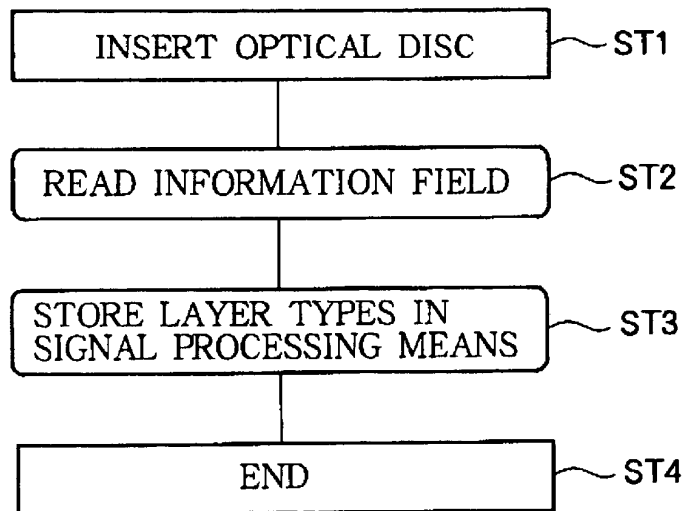 INSERT OPTICAL DISC ST1
READ INFORMATION FIELD ST2
STORE LAYER TYPES IN
SIGNAL PROCESSING MEANS ST3
END ST4